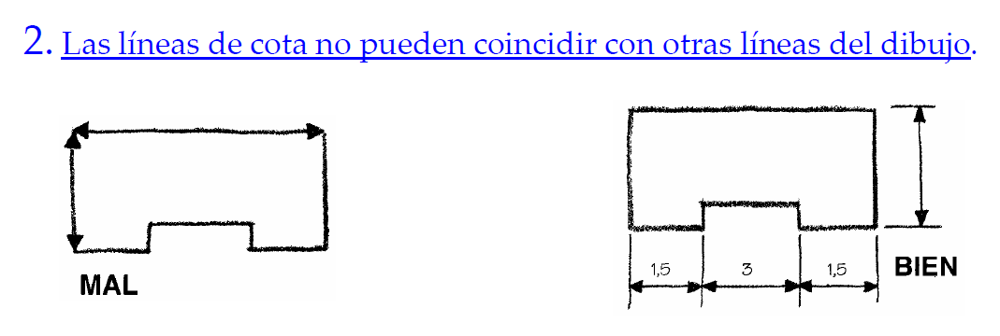 2. Las líneas de cota no pueden coincidir con otras líneas del dibujo.
MAL
1,5 3 1,5
BIEN